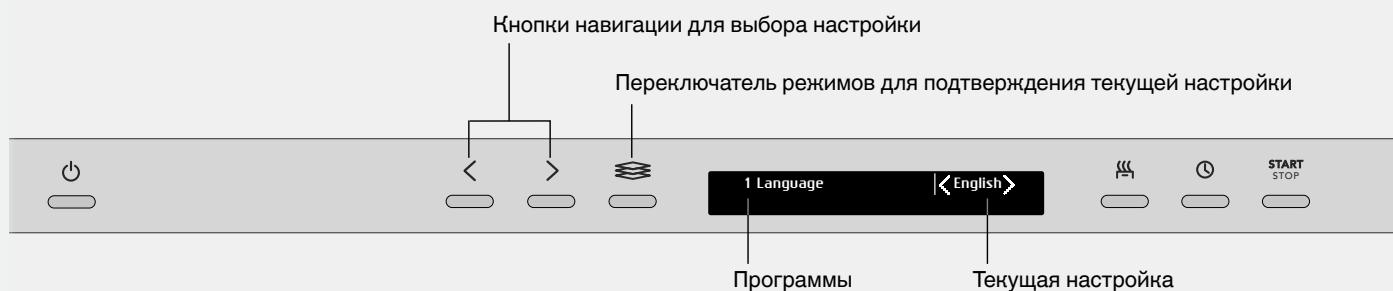 Кнопки навигации для выбора настройки
Переключатель режимов для подтверждения текущей настройки
1 Language
English
START
STOP
Программы
Текущая настройка